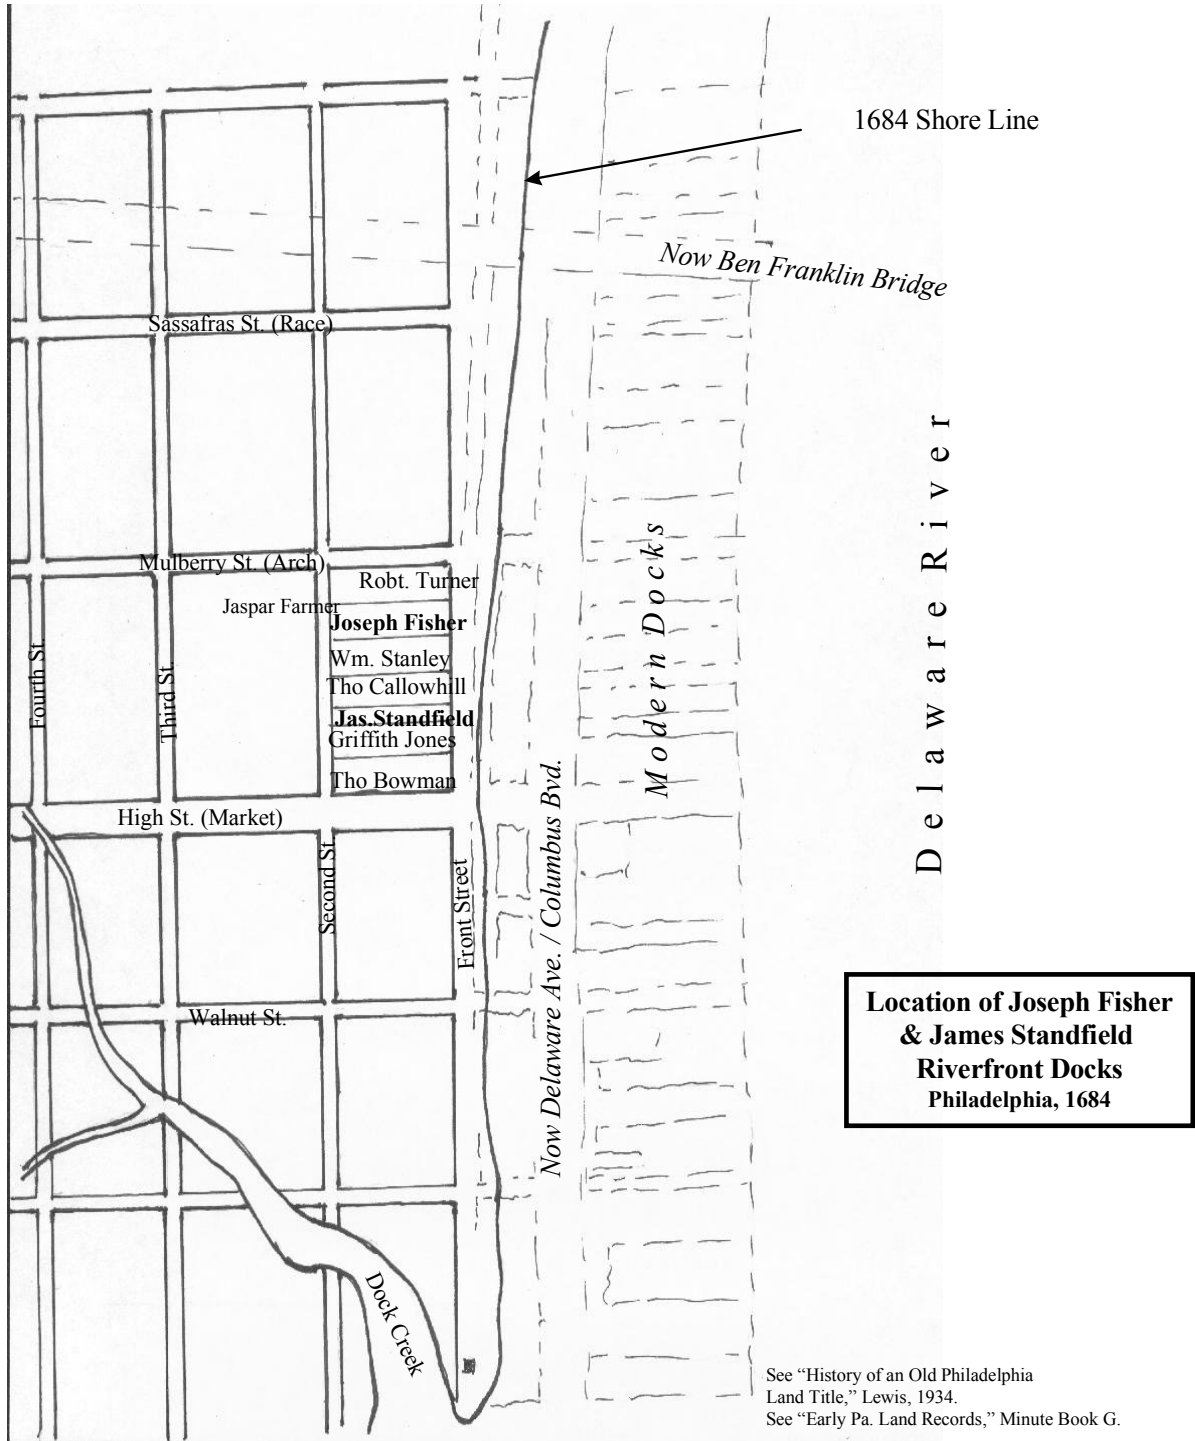 1684 Shore Line
Now Ben Franklin Bridge
Sassafras St. (Race)
Mulberry St. (Arch)
Robt. Turner
Jaspar Farmer
Joseph Fisher
Wm. Stanley
Tho Callowhill
Jas.Standfield
Griffith Jones
Tho Bowman
Fourth St.
Third St.
High St. (Market)
Second St.
Front Street
Now Delaware Ave. / Columbus Bvd.
Modern Docks
Delaware River
Walnut St.
Dock Creek
Location of Joseph Fisher
& James Standfield
Riverfront Docks
Philadelphia, 1684
See “History of an Old Philadelphia
Land Title,” Lewis, 1934.
See “Early Pa. Land Records,” Minute Book G.